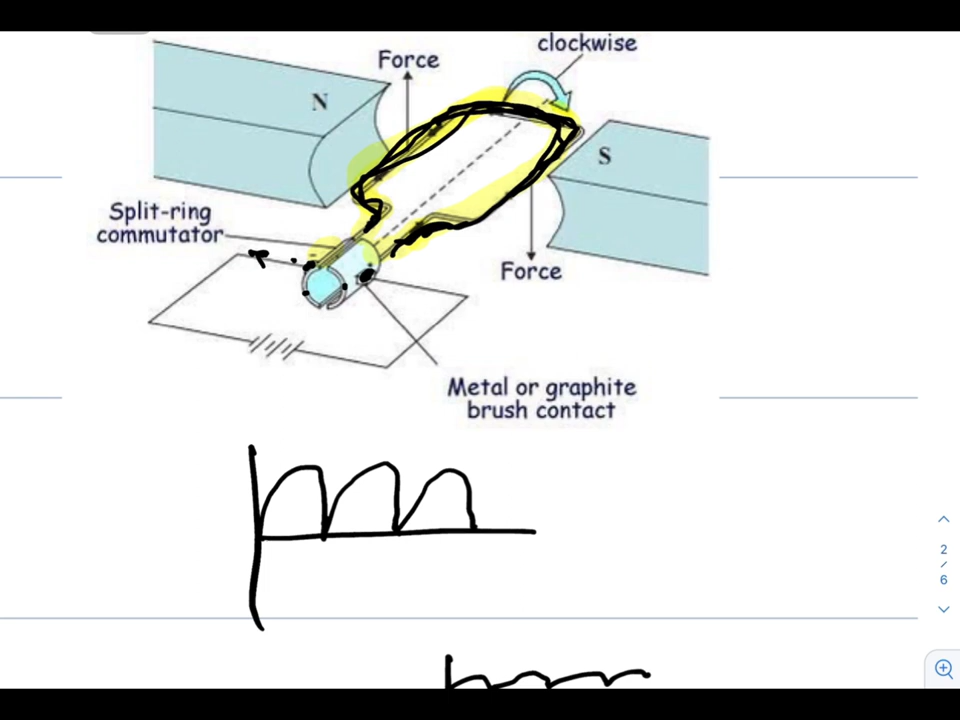 clockwise
Force
N
S
Split-ring
commutator
Force
Metal or graphite
brush contact
2
/
6